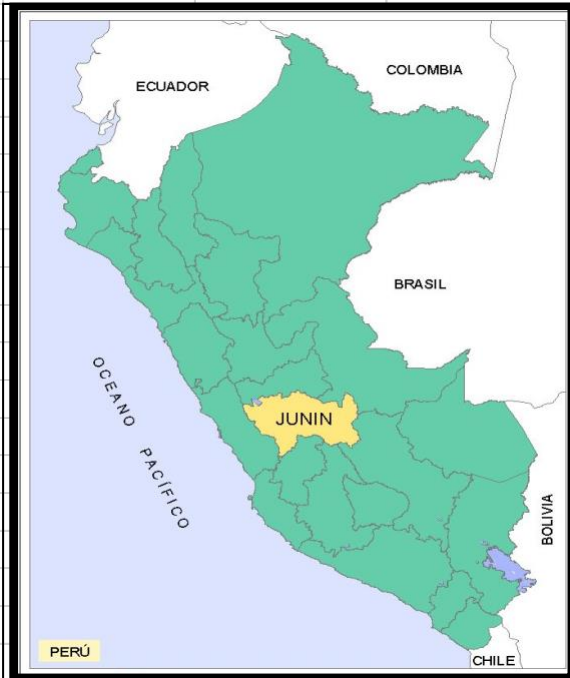 ECUADOR
COLOMBIA
BRASIL
OCEANO PACÍFICO
JUNIN
BOLIVIA
PERÚ
CHILE